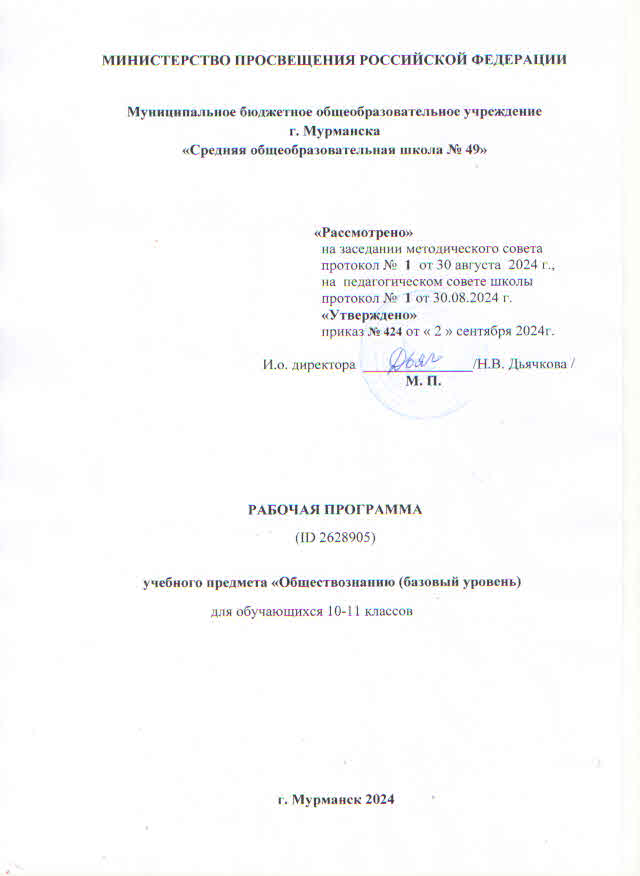 МИНИСТЕРСТВО ПРОСВЕЩЕНИЯ РОССИЙСКОЙ ФЕДЕРАЦИИ
Муниципальное бюджетное общеобразовательное учреждение
г. Мурманска
«Средняя общеобразовательная школа № 49»
«Рассмотрено»
на заседании методического совета
протокол № 1 от 30 августа 2024 г.,
на педагогическом совете школы
протокол № 1 от 30.08.2024 г.
«Утверждено»
приказ № 424 от « 2 » сентября 2024г.
И.о. директора Дьяч /Н.В. Дьячкова /
М. П.
РАБОЧАЯ ПРОГРАММА
(ID 2628905)
учебного предмета «Обществознанию (базовый уровень)
для обучающихся 10-11 классов
г. Мурманск 2024